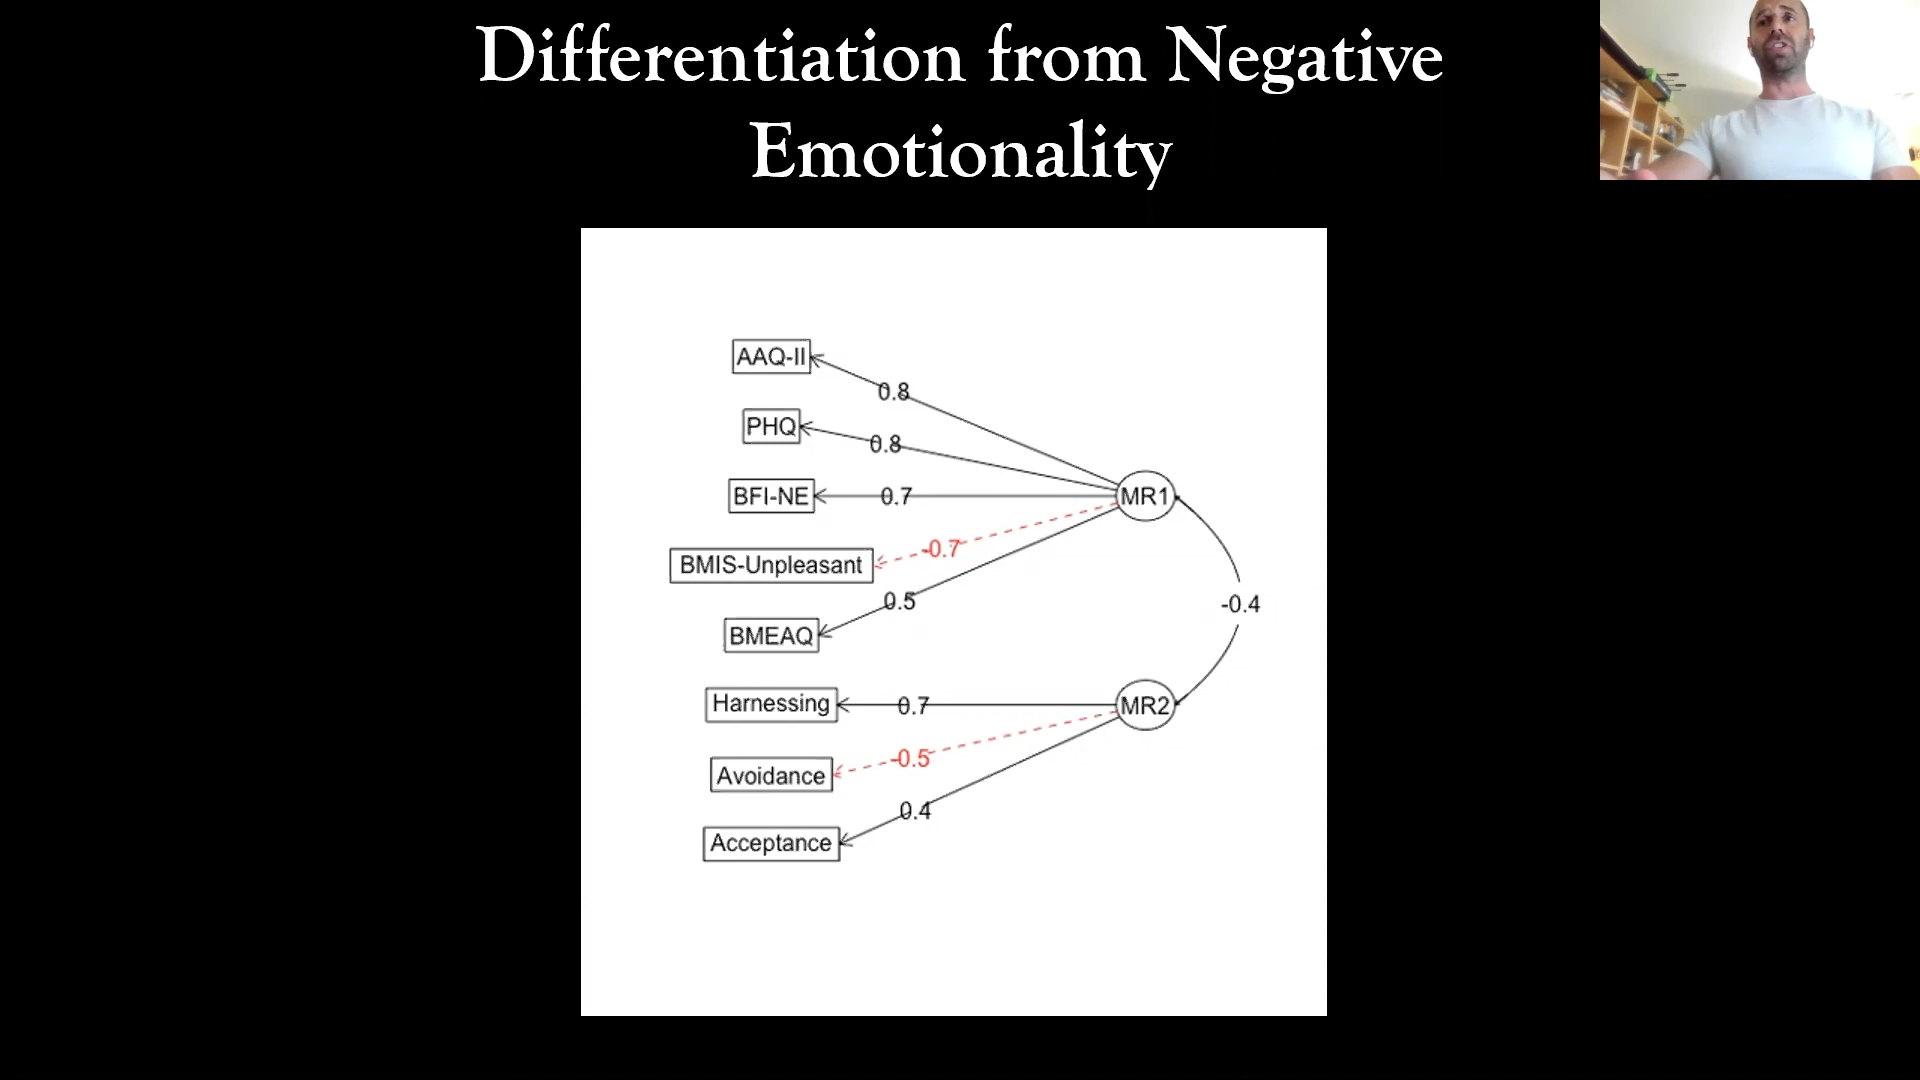 Differentiation from Negative
Emotionality
AAQ-II
0.8
PHQ
0.8
BFI-NE
0.7
MR1
BMIS-Unpleasant
-0.7
0.5
-0.4
BMEAQ
Harnessing
0.7
MR2
Avoidance
-0.5
0.4
Acceptance